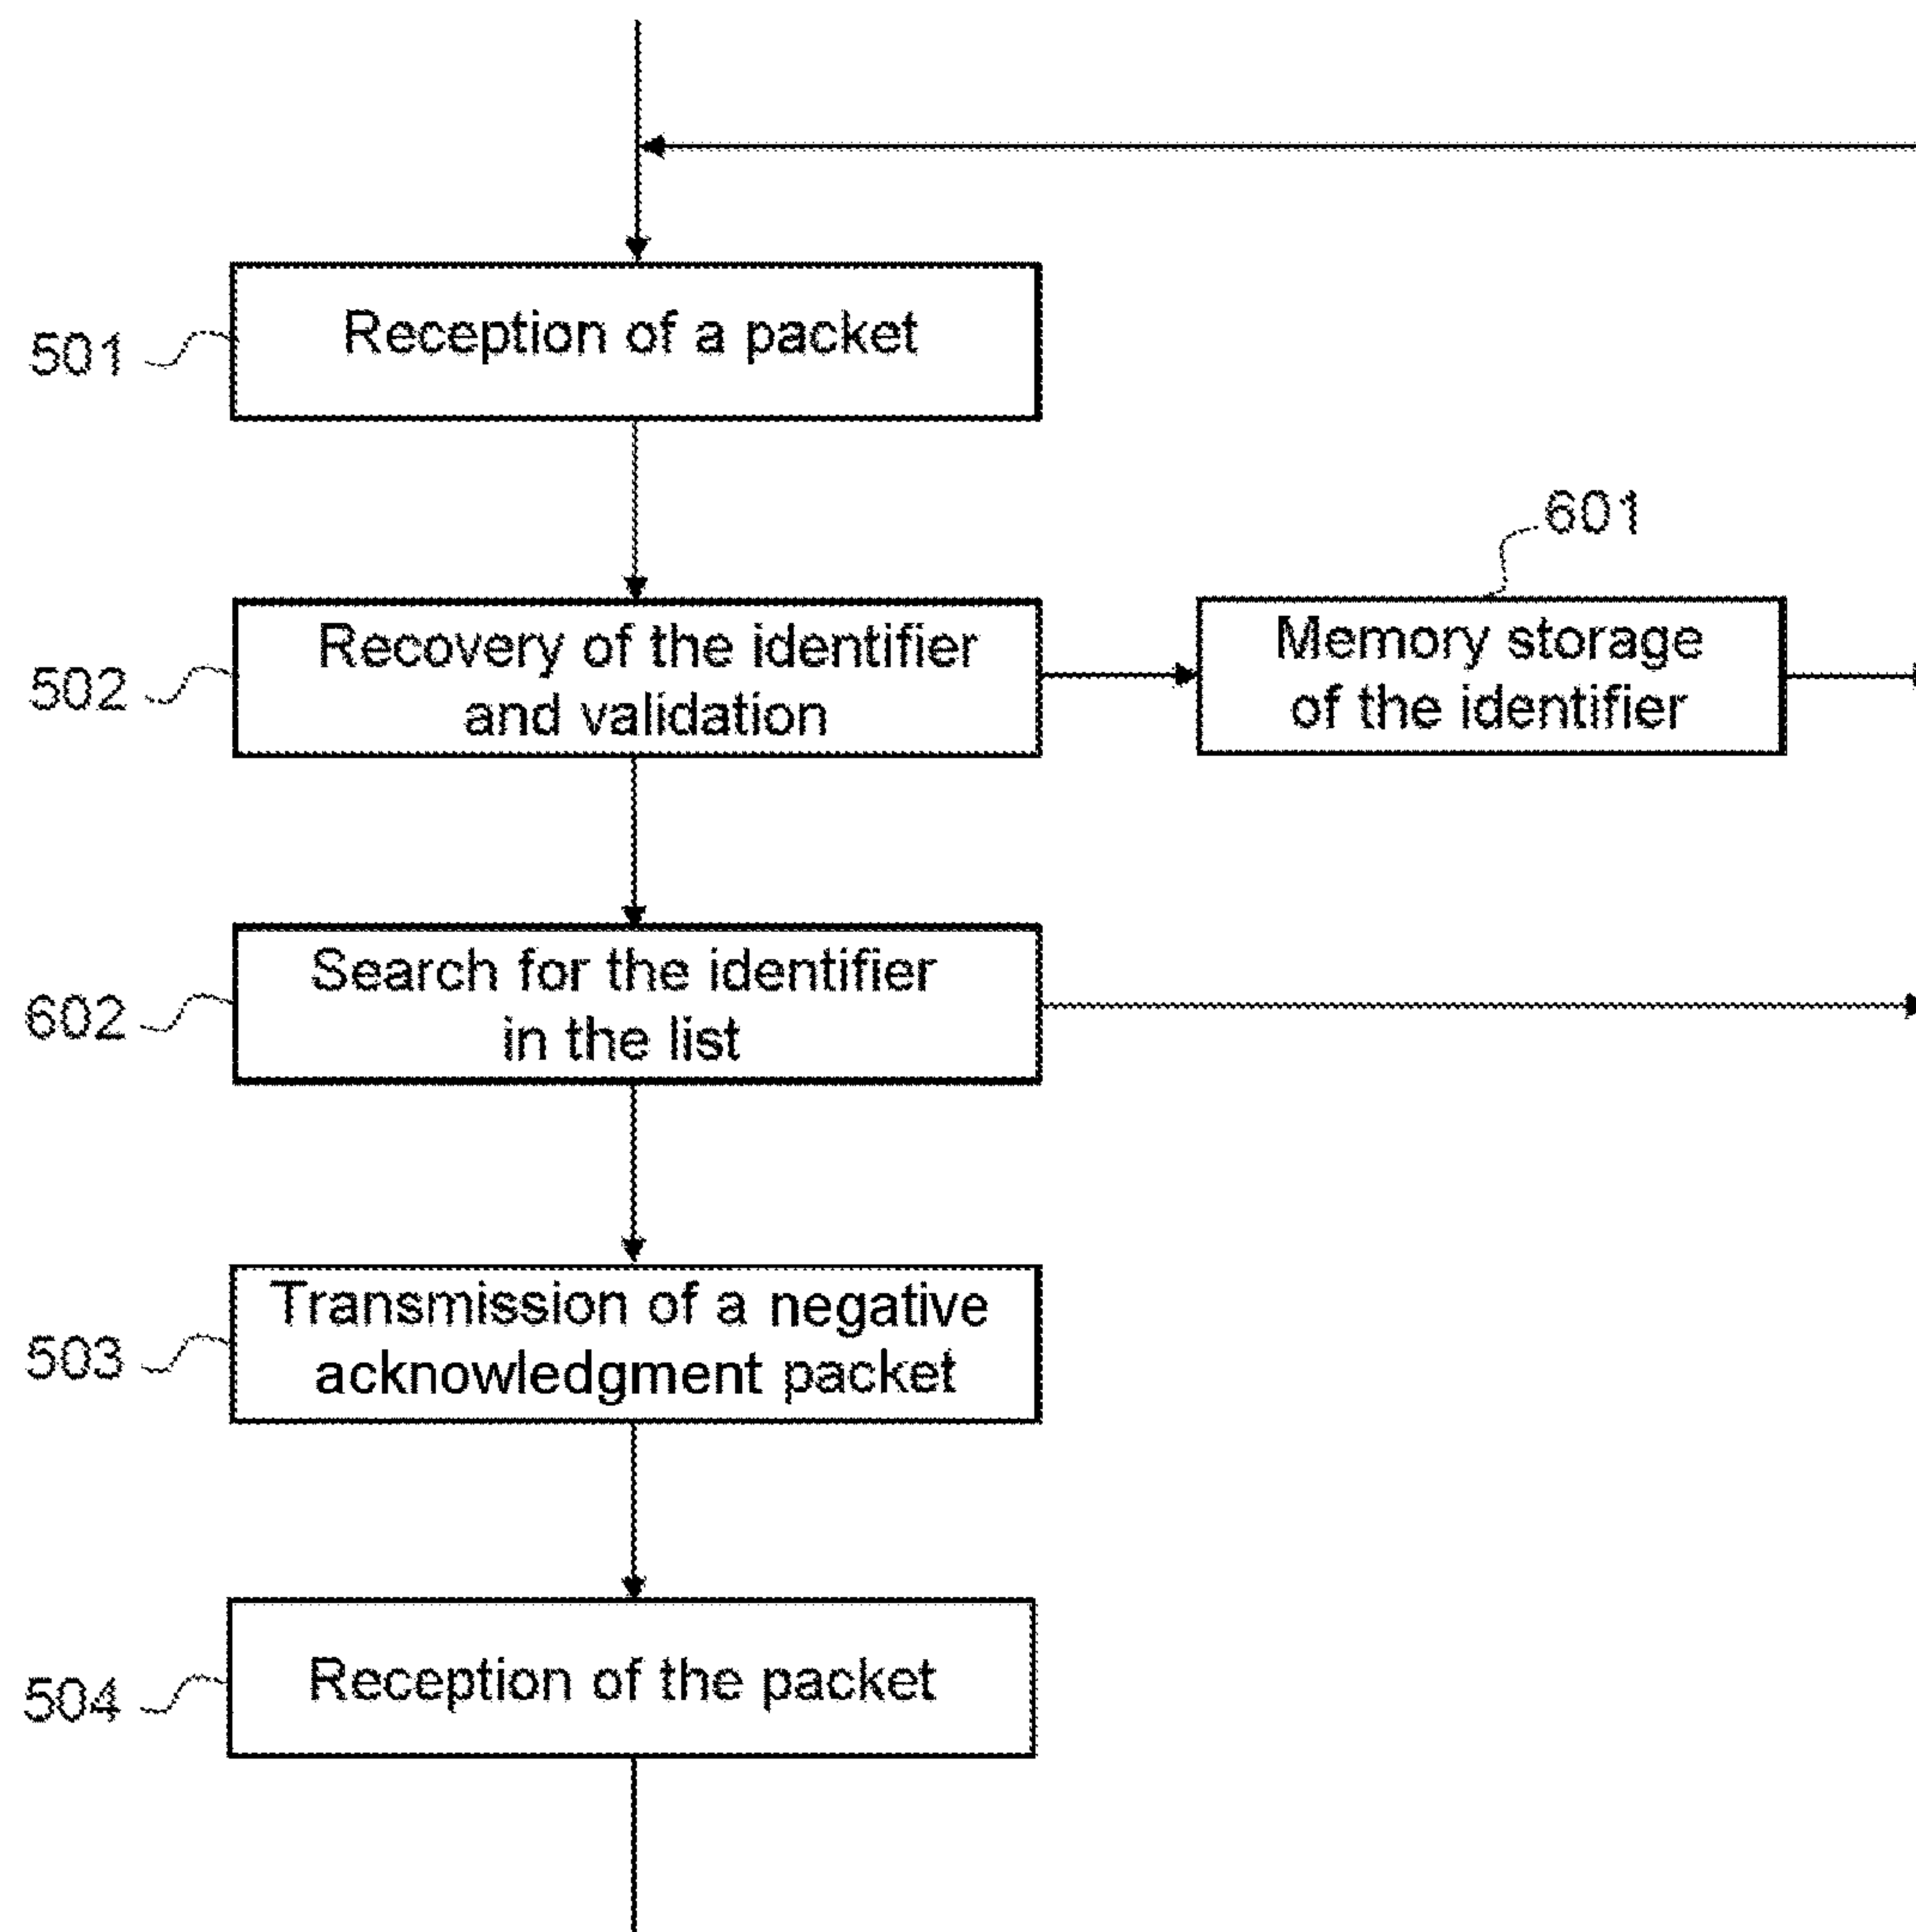 501
Reception of a packet
601
502
Recovery of the identifier
and validation
Memory storage
of the identifier
602
Search for the identifier
in the list
503
Transmission of a negative
acknowledgment packet
504
Reception of the packet